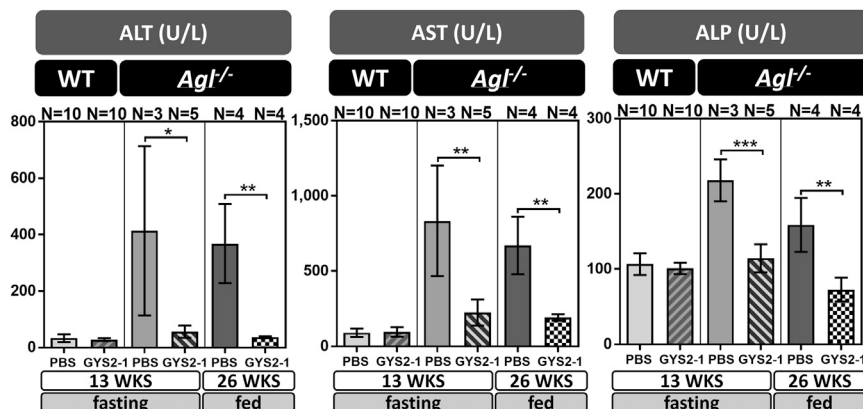 ALT (U/L)
WT Agl-/-
N=10 N=10 N=3 N=5 N=4 N=4
800
600
400
200
0
*
**
PBS GYS2-1 PBS GYS2-1 PBS GYS2-1
13 WKS 26 WKS
fasting fed
AST (U/L)
WT Agl-/-
N=10 N=10 N=3 N=5 N=4 N=4
1,500
1,000
500
0
**
**
PBS GYS2-1 PBS GYS2-1 PBS GYS2-1
13 WKS 26 WKS
fasting fed
ALP (U/L)
WT Agl-/-
N=10 N=10 N=3 N=5 N=4 N=4
300
200
100
0
***
**
PBS GYS2-1 PBS GYS2-1 PBS GYS2-1
13 WKS 26 WKS
fasting fed